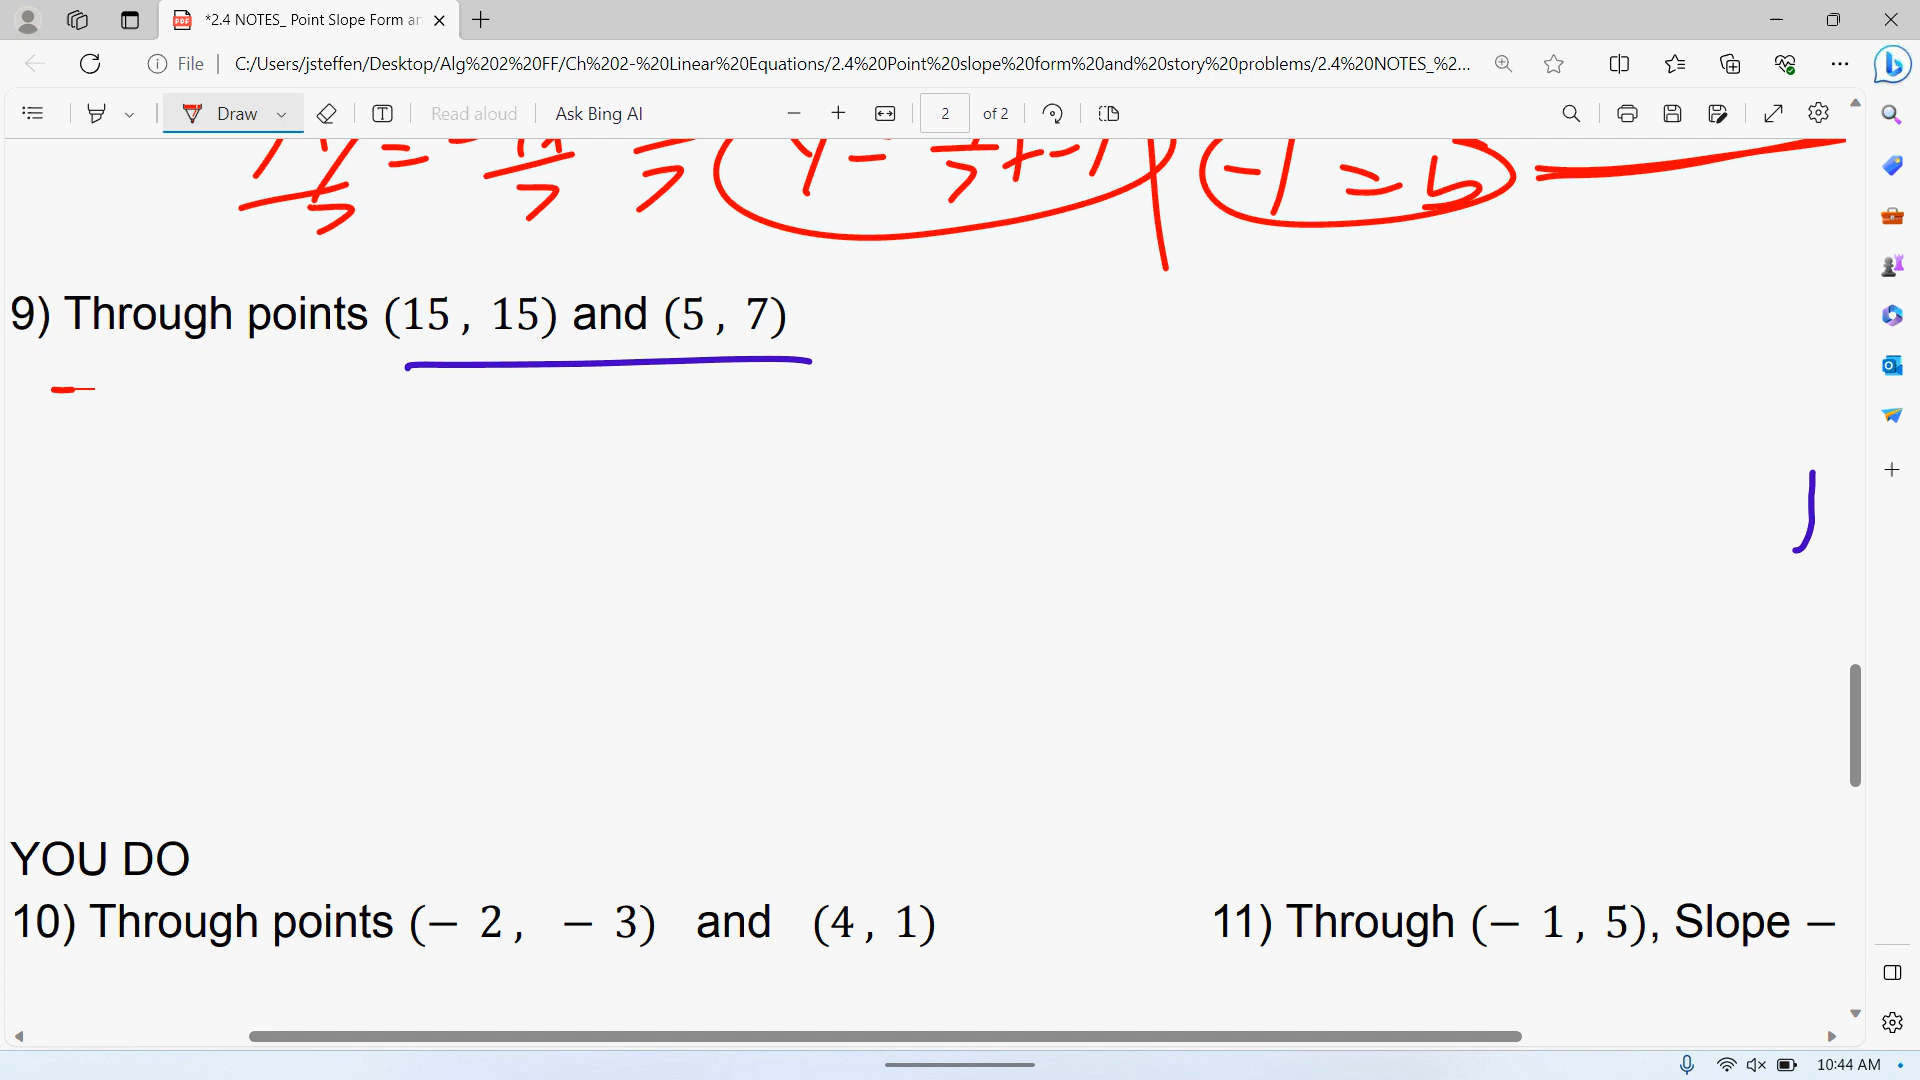 *2.4 NOTES_ Point Slope Form ar
File
C:/Users/jsteffen/Desktop/Alg%202%20FF/Ch%202-%20Linear%20Equations/2.4%20Point%20slope%20form%20and%20story%20problems/2.4%20NOTES_%2...
Draw
Read aloud
Ask Bing AI
2 of 2
-1 = b
9) Through points (15 , 15) and (5 , 7)
YOU DO
10) Through points (− 2 , − 3) and (4 , 1)
11) Through (− 1 , 5), Slope −
10:44 AM